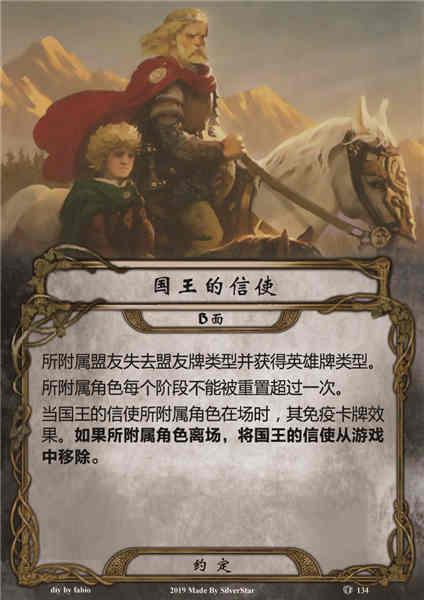 国王的信使
B面
所附属盟友失去盟友牌类型并获得英雄牌类型。
所附属角色每个阶段不能被重置超过一次。
当国王的信使所附属角色在场时，其免疫卡牌效
果。如果所附属角色离场，将国王的信使从游戏
中移除。
约定
diy by fabio
2019 Made By SilverStar
134